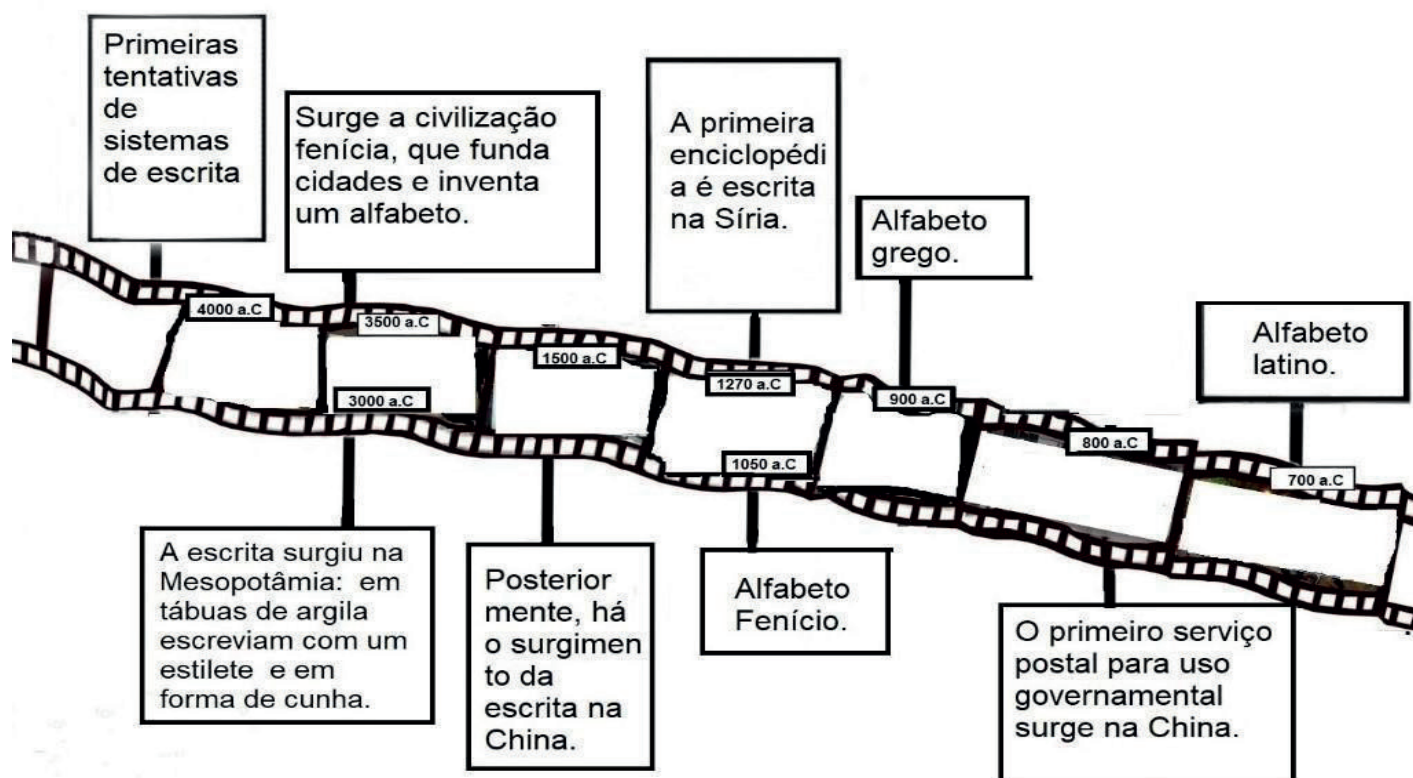 Primeiras
tentativas
de
sistemas
de escrita
Surge a civilização
fenícia, que funda
cidades e inventa
um alfabeto.
A primeira
enciclopédi
a é escrita
na Síria.
Alfabeto
grego.
Alfabeto
latino.
4000 a.C
3500 a.C
3000 a.C
1500 a.C
1270 a.C
1050 a.C
900 a.C
800 a.C
700 a.C
A escrita surgiu na
Mesopotâmia: em
tábuas de argila
escreviam com um
estilete e em
forma de cunha.
Posterior
mente, há
o surgimen
to da
escrita na
China.
Alfabeto
Fenício.
O primeiro serviço
postal para uso
governamental
surge na China.